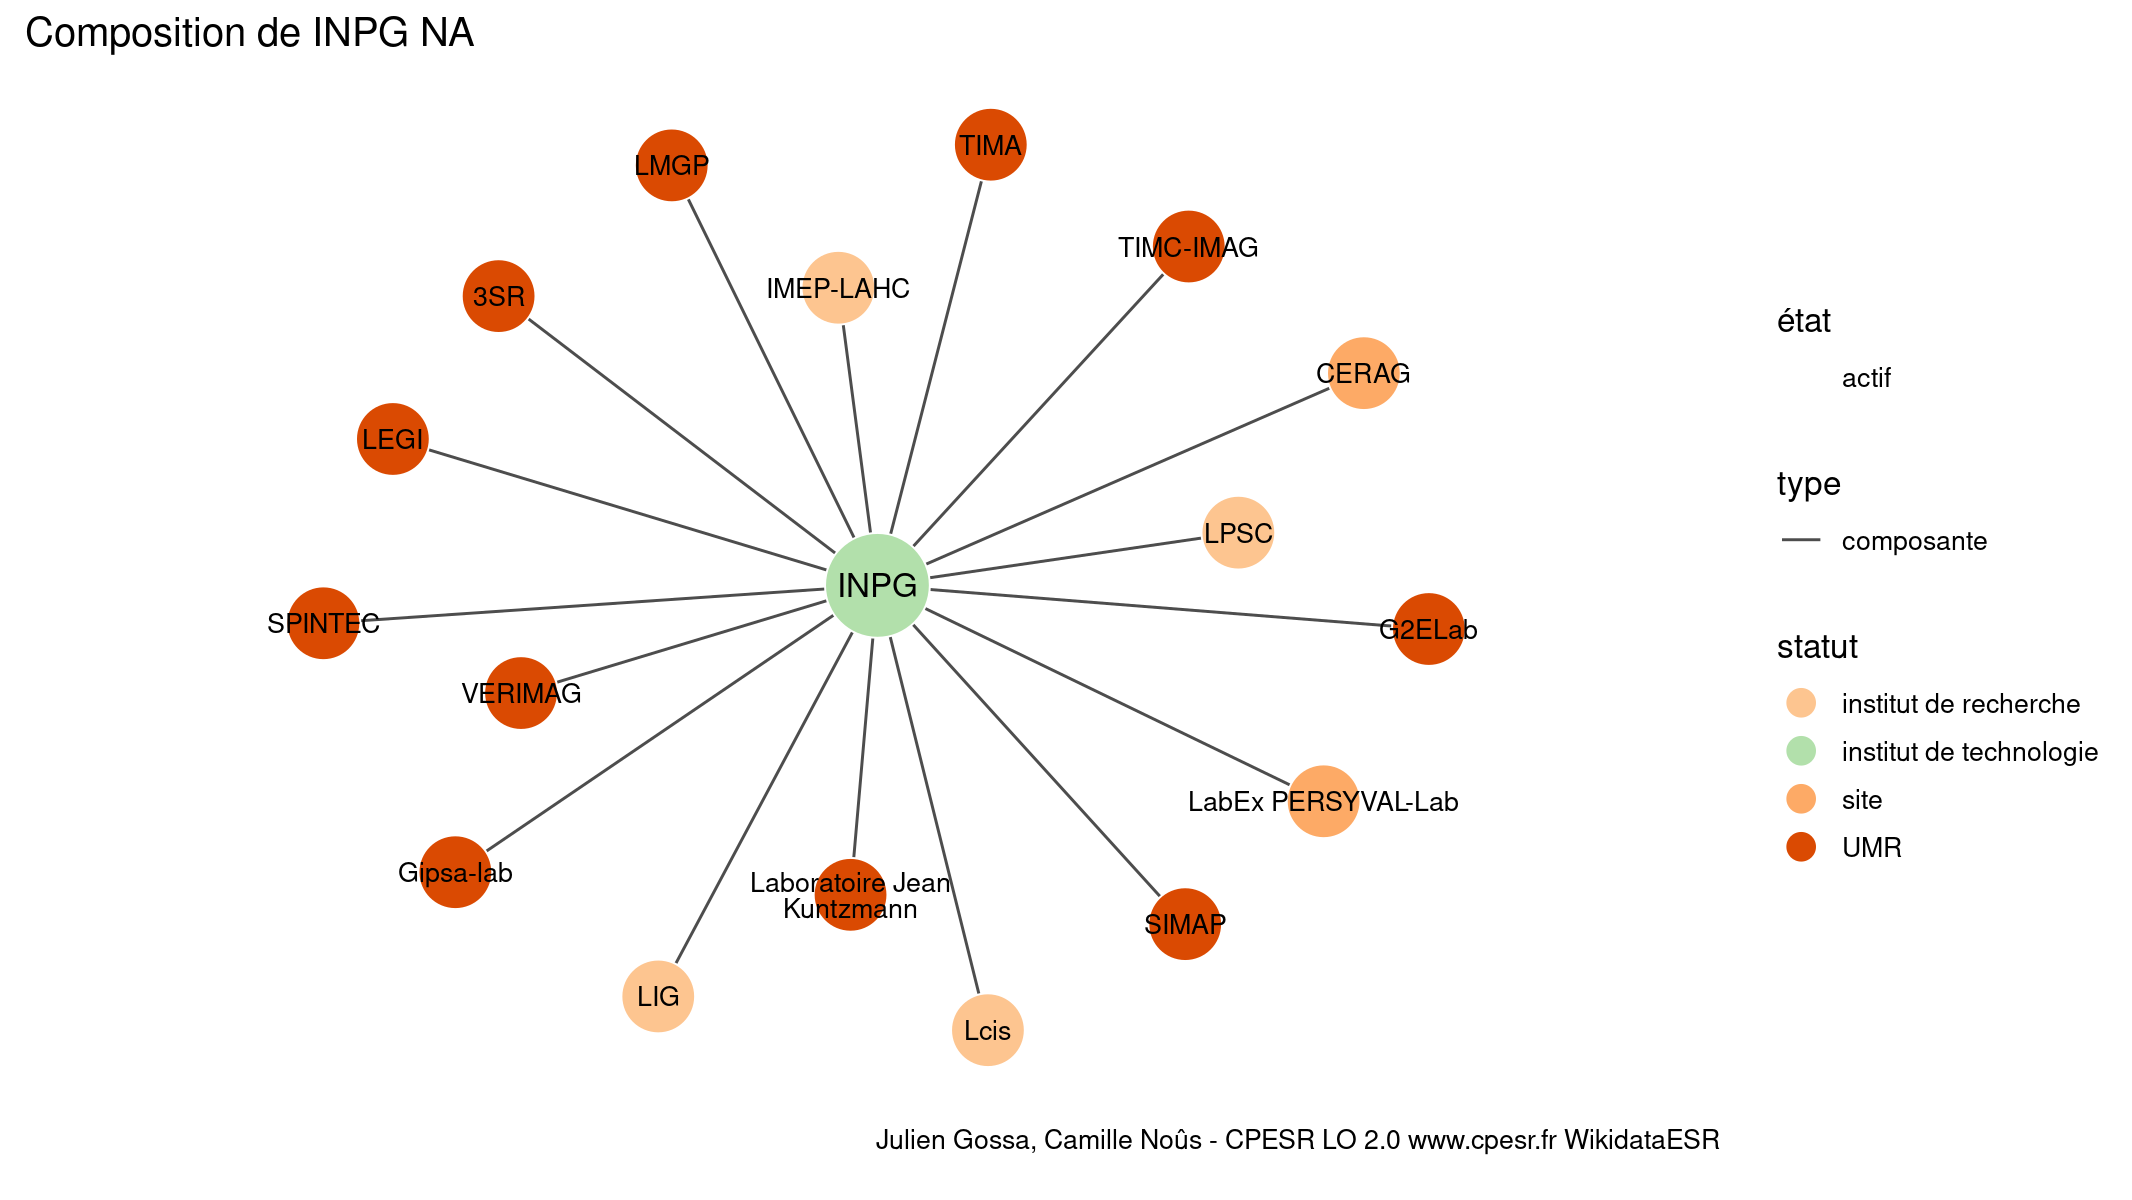 Composition de INPG NA
TIMA
LMGP
TIMC-IMAG
IMEP-LAHC
3SR
CERAG
LEGI
LPSC
INPG
SPINTEC
G2ELab
VERIMAG
LabEx PERSYVAL-Lab
Gipsa-lab
Laboratoire Jean
Kuntzmann
SIMAP
LIG
Lcis
état
actif
type
composante
statut
institut de recherche
institut de technologie
site
UMR
Julien Gossa, Camille Noûs - CPESR LO 2.0 www.cpesr.fr WikidataESR